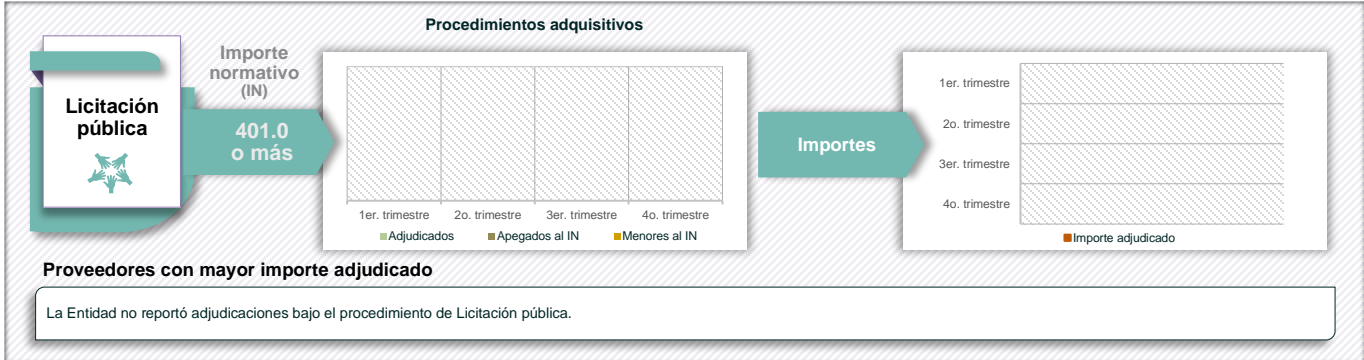 Procedimientos adquisitivos
Licitación
pública
Importe
normativo
(IN)
401.0
o más
1er. trimestre 2o. trimestre 3er. trimestre 4o. trimestre
Adjudicados Apegados al IN Menores al IN
Importes
1er. trimestre
2o. trimestre
3er. trimestre
4o. trimestre
Importe adjudicado
Proveedores con mayor importe adjudicado
La Entidad no reportó adjudicaciones bajo el procedimiento de Licitación pública.